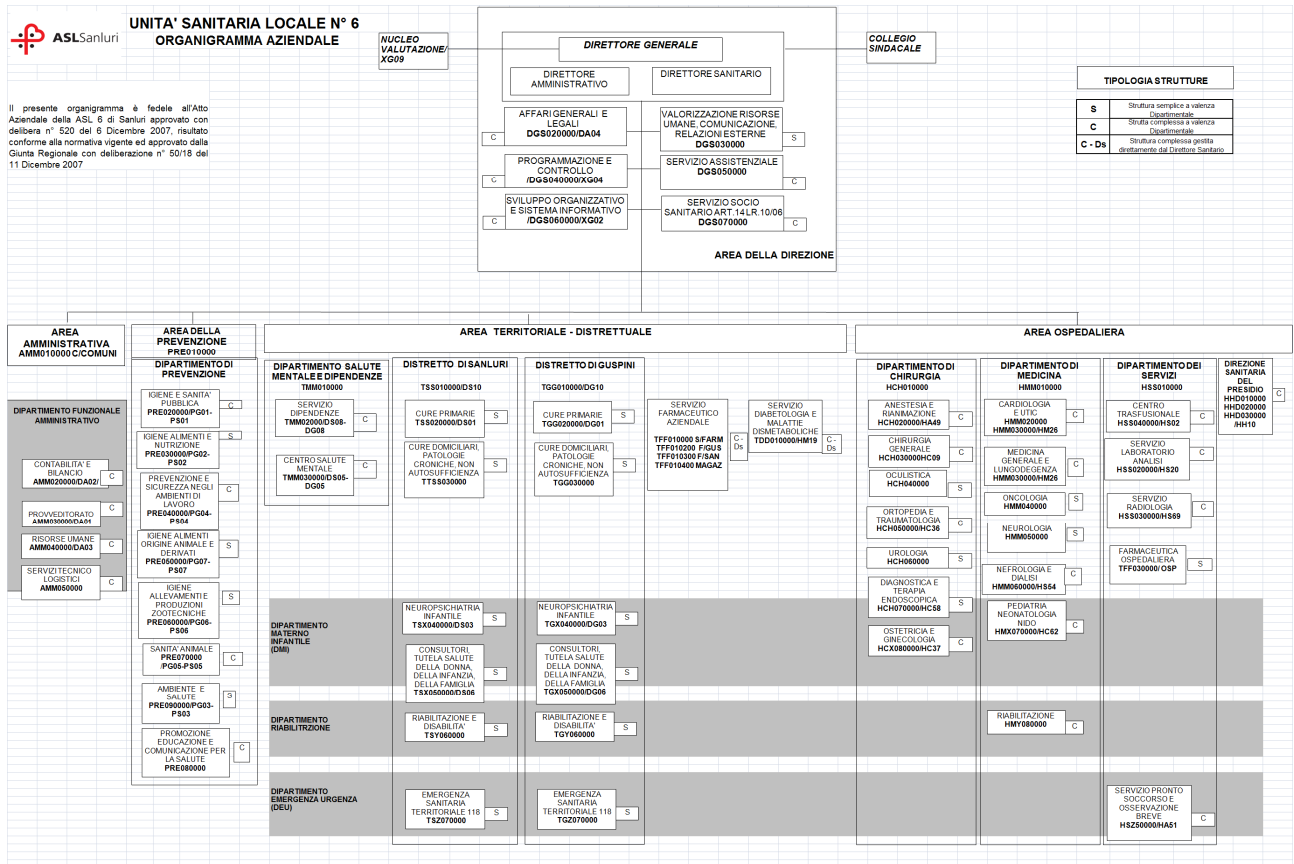 ASLSanluri
UNITA' SANITARIA LOCALE N° 6
ORGANIGRAMMA AZIENDALE
Il presente organigramma è fedele all'Atto
Aziendale della ASL 6 di Sanluri approvato con
delibera n° 520 del 6 Dicembre 2007, risultato
conforme alla normativa vigente ed approvato dalla
Giunta Regionale con deliberazione n° 50/18 del
11 Dicembre 2007
NUCLEO
VALUTAZIONE/
XG09
DIRETTORE GENERALE
COLLEGIO
SINDACALE
DIRETTORE
AMMINISTRATIVO
DIRETTORE SANITARIO
TIPOLOGIA STRUTTURE
S Struttura semplice a valenza
Dipartimentale
C Strutta complessa a valenza
Dipartimentale
C - Ds Struttura complessa gestita
direttamente dal Direttore Sanitario
AFFARI GENERALI E
LEGALI
DGS020000/DA04
C
VALORIZZAZIONE RISORSE
UMANE, COMUNICAZIONE,
RELAZIONI ESTERNE
DGS030000
S
PROGRAMMAZIONE E
CONTROLLO
/DGS040000/XG04
C
SERVIZIO ASSISTENZIALE
DGS050000
C
SVILUPPO ORGANIZZATIVO
E SISTEMA INFORMATIVO
/DGS060000/XG02
C
SERVIZIO SOCIO
SANITARIO ART.14 LR.10/06
DGS070000
C
AREA DELLA DIREZIONE
AREA
AMMINISTRATIVA
AMM010000 C/COMUNI
AREA DELLA
PREVENZIONE
PRE010000
AREA TERRITORIALE - DISTRETTUALE
AREA OSPEDALIERA
DIPARTIMENTO FUNZIONALE
AMMINISTRATIVO
CONTABILITA' E
BILANCIO
AMM020000/DA02/
C
PROVVEDITORATO
AMM030000/DA01
C
RISORSE UMANE
AMM040000/DA03
C
SERVIZI TECNICO
LOGISTICI
AMM050000
C
DIPARTIMENTO DI
PREVENZIONE
IGIENE E SANITA'
PUBBLICA
PRE020000/PG01-
PS01
C
IGIENE ALIMENTI E
NUTRIZIONE
PRE030000/PG02-
PS02
S
PREVENZIONE E
SICUREZZA NEGLI
AMBIENTI DI
LAVORO
PRE040000/PG04-
PS04
C
IGIENE ALIMENTI
ORIGINE ANIMALE E
DERIVATI
PRE050000/PG07-
PS07
S
IGIENE
ALLEVAMENTI E
PRODUZIONI
ZOOTECNICHE
PRE060000/PG06-
PS06
S
SANITA' ANIMALE
PRE070000
/PG05-PS05
C
AMBIENTE E
SALUTE
PRE090000/PG03-
PS03
S
PROMOZIONE
EDUCAZIONE E
COMUNICAZIONE PER
LA SALUTE
PRE080000
C
DIPARTIMENTO SALUTE
MENTALE E DIPENDENZE
TMM010000
SERVIZIO
DIPENDENZE
TMM020000/DS08-
DG08
C
CENTRO SALUTE
MENTALE
TMM030000/DS05-
DG05
C
DISTRETTO DI SANLURI
TSS010000/DS10
CURE PRIMARIE
TSS020000/DS01
C
CURE DOMICILIARI,
PATOLOGIE
CRONICHE, NON
AUTOSUFFICIENZA
TTSS030000
S
DISTRETTO DI GUSPINI
TGG010000/DG10
CURE PRIMARIE
TGG020000/DG01
C
CURE DOMICILIARI,
PATOLOGIE
CRONICHE, NON
AUTOSUFFICIENZA
TGG030000
S
SERVIZIO
FARMACEUTICO
AZIENDALE
TFF010000 S/FARM
TFF010200 F/GUS
TFF010300 F/SAN
TFF010400 MAGAZ
C -
Ds
SERVIZIO
DIABETOLOGIA E
MALATTIE
DISMETABOLICHE
TDD010000/HM19
C -
Ds
DIPARTIMENTO DI
CHIRURGIA
HCH010000
ANESTESIA E
RIANIMAZIONE
HCH020000/HA49
C
CHIRURGIA
GENERALE
HCH030000HC09
C
OCULISTICA
HCH040000
S
ORTOPEDIA E
TRAUMATOLOGIA
HCH050000/HC36
C
UROLOGIA
HCH060000
S
DIAGNOSTICA E
TERAPIA
ENDOSCOPICA
HCH070000/HC58
S
OSTETRICIA E
GINECOLOGIA
HCX080000/HC37
C
DIPARTIMENTO DI
MEDICINA
HMM010000
CARDIOLOGIA
E UTIC
HMM020000
HMM030000/HM26
C
MEDICINA
GENERALE E
LUNGODEGENZA
HMM030000/HM26
C
ONCOLOGIA
HMM040000
S
NEUROLOGIA
HMM050000
S
NEFROLOGIA E
DIALISI
HMM060000/HS54
C
PEDIATRIA
NEONATOLOGIA
NIDO
HMX070000/HC62
C
DIPARTIMENTO DEI
SERVIZI
HSS010000
CENTRO
TRASFUSIONALE
HSS040000/HS02
C
SERVIZIO
LABORATORIO
ANALISI
HSS020000/HS20
C
SERVIZIO
RADIOLOGIA
HSS030000/HS69
C
FARMACEUTICA
OSPEDALIERA
TFF030000/ OSP
S
DIREZIONE
SANITARIA
DEL
PRESIDIO
HHD010000
HHD020000
HHD030000
/HH10
C
DIPARTIMENTO
MATERNO
INFANTILE
(DMI)
NEUROPSICHIATRIA
INFANTILE
TSX040000/DS03
S
NEUROPSICHIATRIA
INFANTILE
TGX040000/DG03
S
CONSULTORI,
TUTELA SALUTE
DELLA DONNA,
DELLA INFANZIA,
DELLA FAMIGLIA
TSX050000/DS06
S
CONSULTORI,
TUTELA SALUTE
DELLA DONNA,
DELLA INFANZIA,
DELLA FAMIGLIA
TGX050000/DG06
S
DIPARTIMENTO
RIABILITRZIONE
RIABILITAZIONE E
DISABILITA'
TSY060000
S
RIABILITAZIONE E
DISABILITA'
TGY060000
S
RIABILITAZIONE
HMY080000
C
DIPARTIMENTO
EMERGENZA URGENZA
(DEU)
EMERGENZA
SANITARIA
TERRITORIALE 118
TSZ070000
S
EMERGENZA
SANITARIA
TERRITORIALE 118
TGZ070000
S
SERVIZIO PRONTO
SOCCORSO E
OSSERVAZIONE
BREVE
HSZ50000/HA51
C